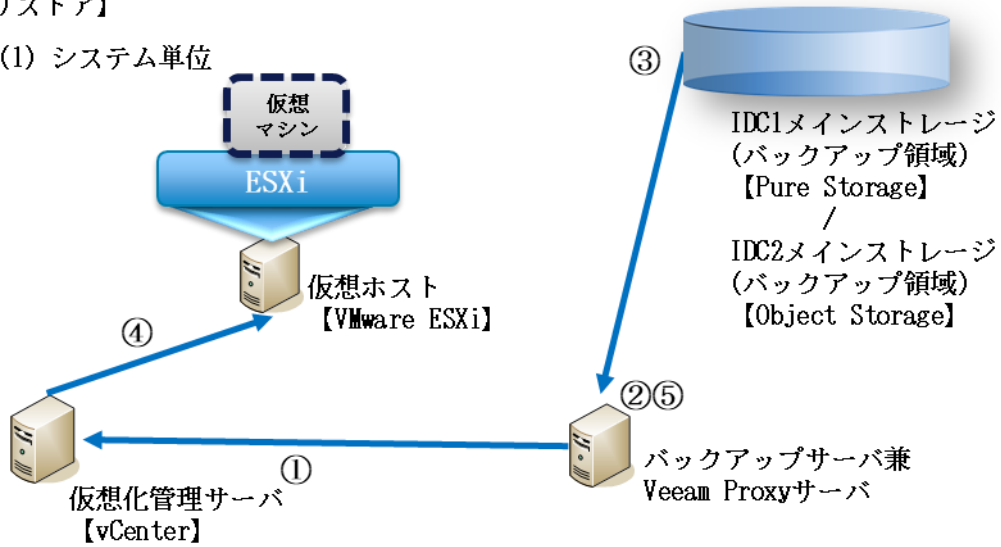 リストア】
(1) システム単位
③
仮想
マシン
ESXi
IDC1メインストレージ
(バックアップ領域)
【Pure Storage】
/
IDC2メインストレージ
(バックアップ領域)
【Object Storage】
仮想ホスト
【VMware ESXi】
④
②⑤
①
バックアップサーバ兼
Veeam Proxyサーバ
仮想化管理サーバ
【vCenter】